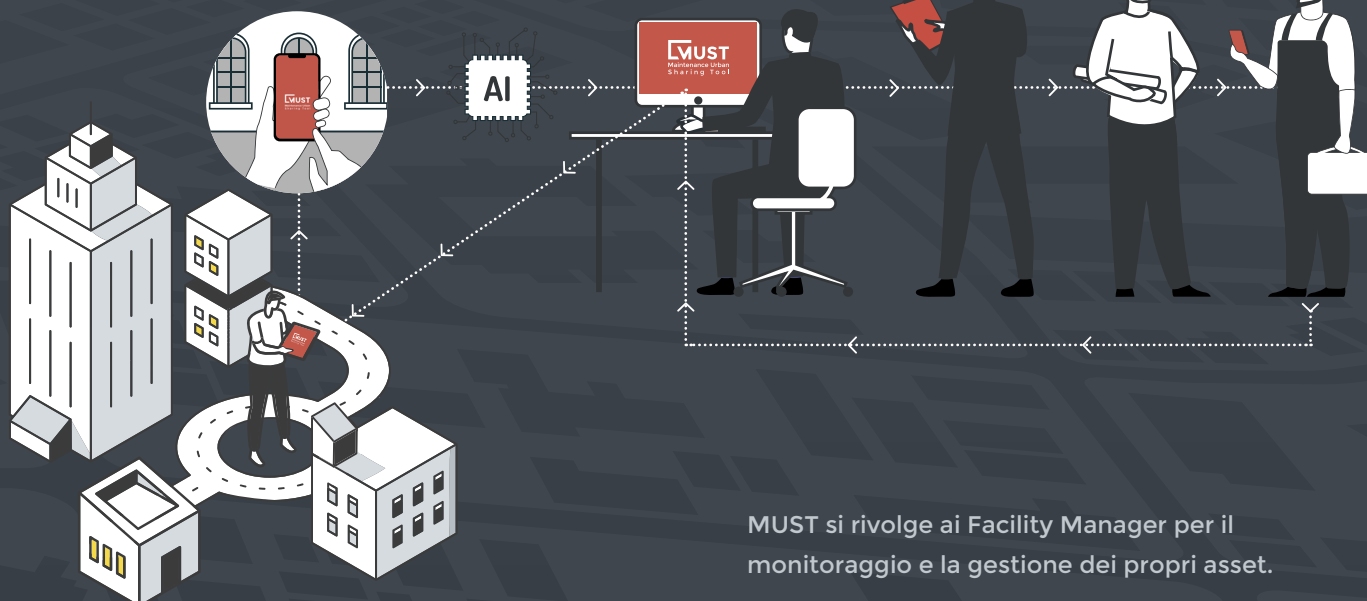 MUST
Maintenance Urban
Sharing Tool
AI
MUST
Maintenance Urban
Sharing Tool
MUST
MUST si rivolge ai Facility Manager per il
monitoraggio e la gestione dei propri asset.